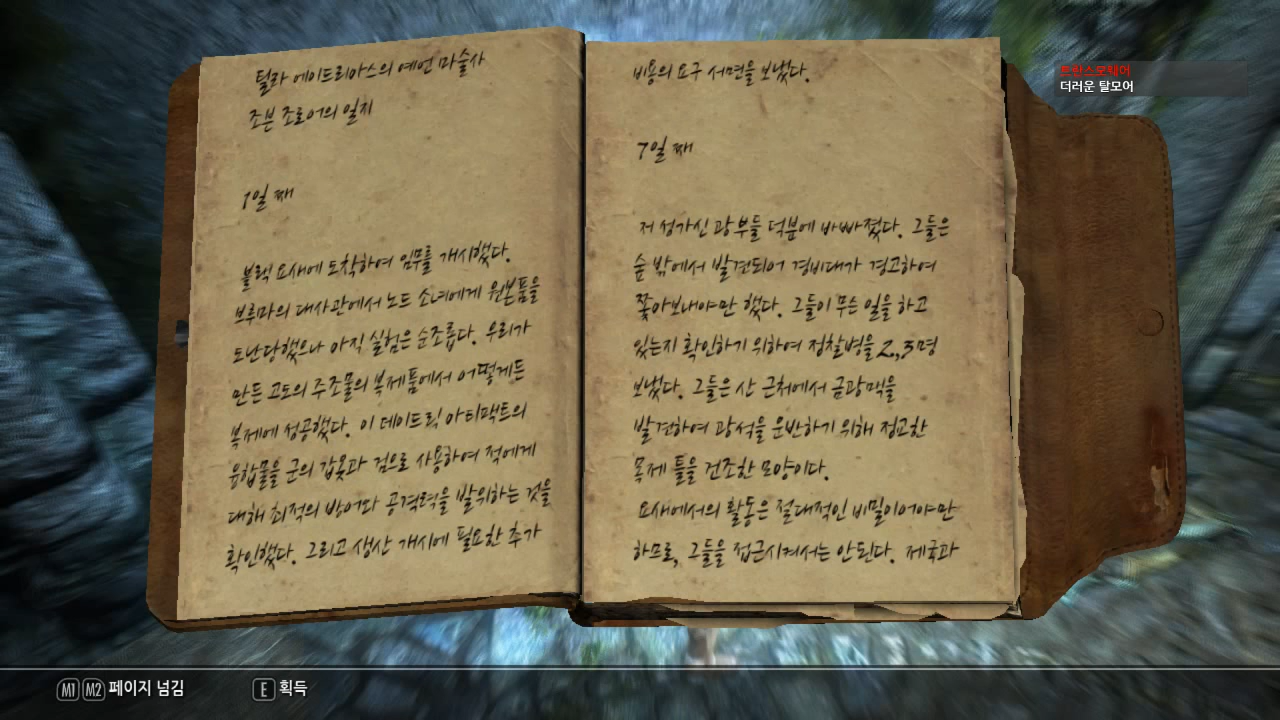 털라 에이드리아스의 예언 마술사
조븐 조로어의 일지
1일 째
블랙 요새에 도착하여 임무를 개시했다.
브루마의 대사관에서 노드 소녀에게 원본틀을
도난당했으나 아직 실험은 순조롭다. 우리가
만든 고도의 주조물의 복제틀에서 어떻게든
복제에 성공했다. 이 데이드릭 아티팩트의
융합물을 군의 갑옷과 검으로 사용하여 적에게
대해 최적의 방어와 공격력을 발위하는 것을
확인했다. 그리고 생산 개시에 필요한 추가
비용의 요구 서면을 보냈다.
7일 째
저 성가신 광부들 덕분에 바빠졌다. 그들은
숲 밖에서 발견되어 경비대가 경고하여
쫓아보내야만 했다. 그들이 무슨 일을 하고
있는지 확인하기 위하여 정찰병을 2,3명
보냈다. 그들은 산 근처에서 금광맥을
발견하여 광석을 운반하기 위해 정교한
목제 틀을 건조한 모양이다.
요새에서의 활동은 절대적인 비밀이어야만
하므로, 그들을 접근시켜서는 안된다. 제국과
트랜스모웨어
더러운 탈모어
M1 M2 페이지 넘김
E 획득